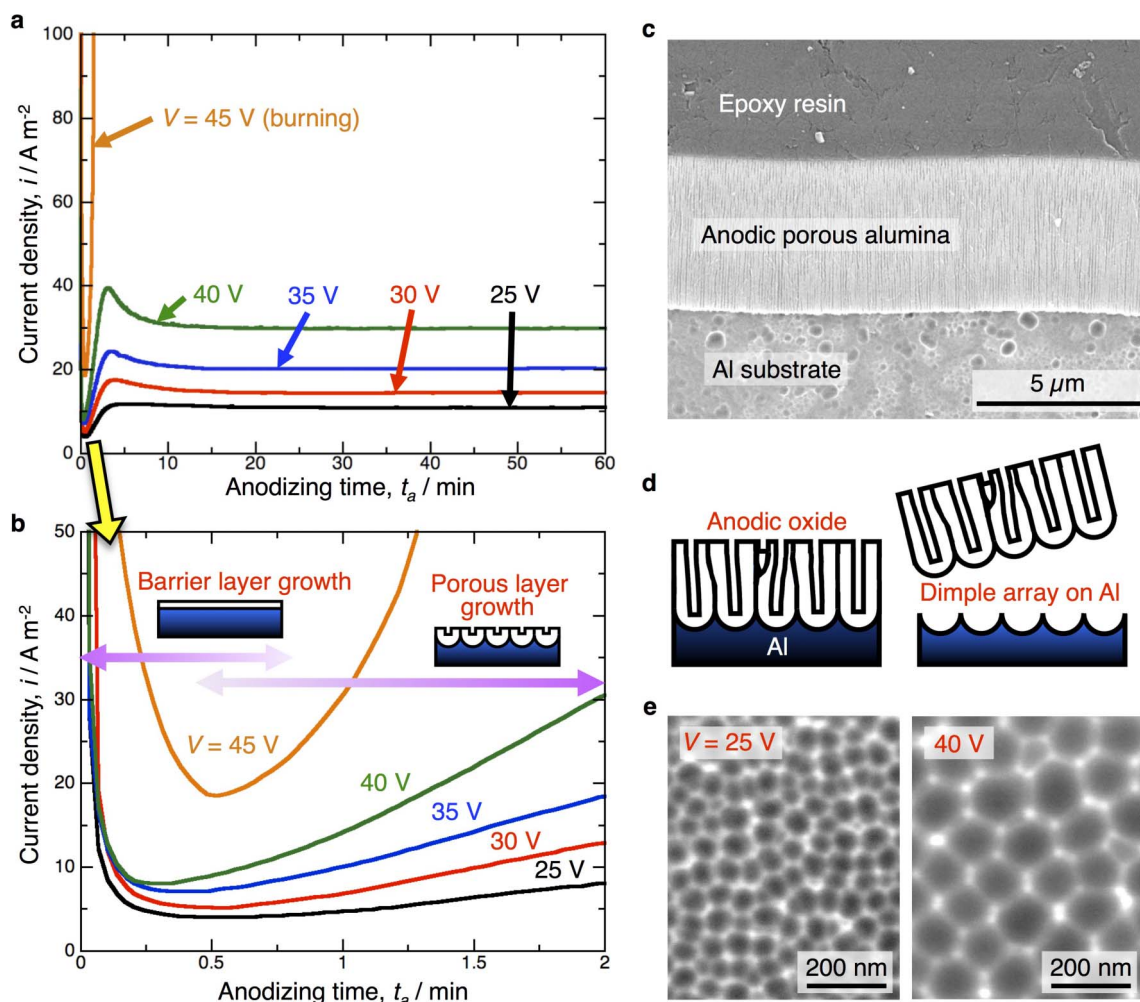 a
100
80
60
40
20
0
Current density, i / A m⁻²
V = 45 V (burning)
40 V
35 V
30 V
25 V
0
10
20
30
40
50
60
Anodizing time, tₐ / min
b
50
40
30
20
10
0
Current density, i / A m⁻²
Barrier layer growth
Porous layer
growth
V = 45 V
40 V
35 V
30 V
25 V
0
0.5
1
1.5
2
Anodizing time, tₐ / min
c
Epoxy resin
Anodic porous alumina
Al substrate
5 µm
d
Anodic oxide
Al
Dimple array on Al
e
V = 25 V
200 nm
40 V
200 nm